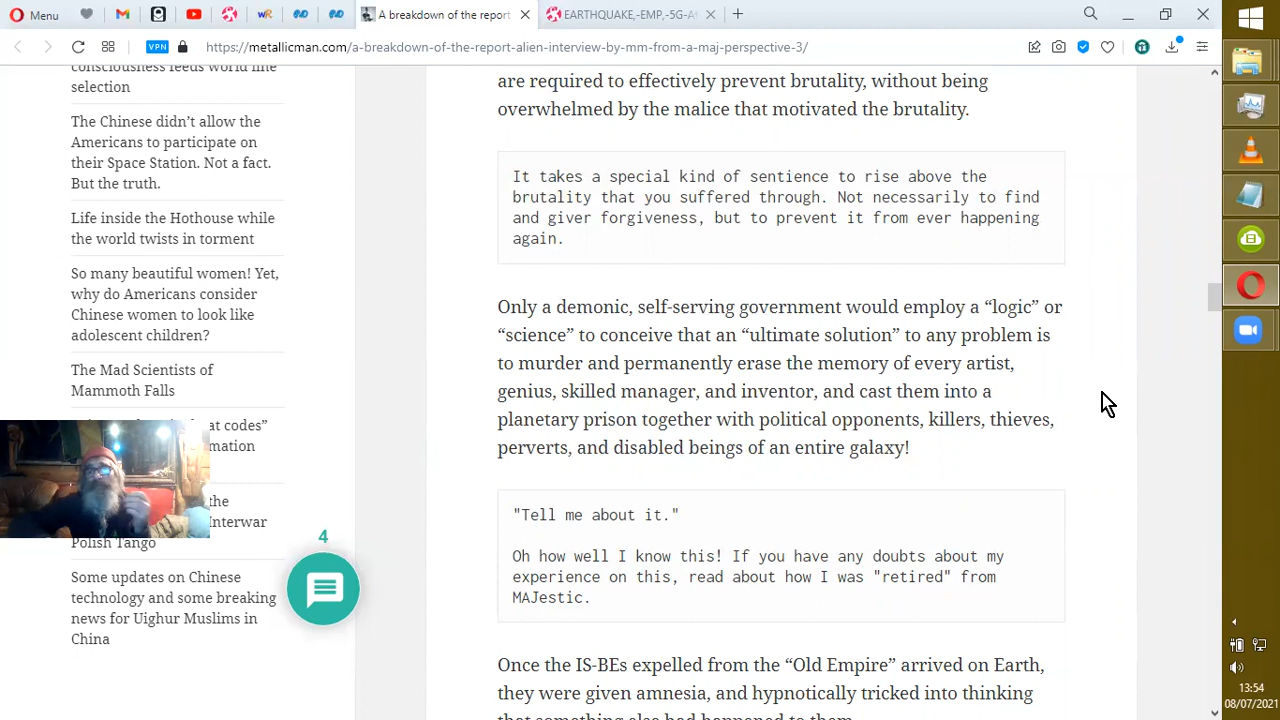 Menu
A breakdown of the report
EARTHQUAKE,-EMP,-5G-A
VPN
https://metallicman.com/a-breakdown-of-the-report-alien-interview-by-mm-from-a-maj-perspective-3/
consciousness feeds world line
selection
The Chinese didn’t allow the
Americans to participate on
their Space Station. Not a fact.
But the truth.
Life inside the Hothouse while
the world twists in torment
So many beautiful women! Yet,
why do Americans consider
Chinese women to look like
adolescent children?
The Mad Scientists of
Mammoth Falls
at codes”
mation
the
Interwar
Polish Tango
Some updates on Chinese
technology and some breaking
news for Uighur Muslims in
China
4
are required to effectively prevent brutality, without being
overwhelmed by the malice that motivated the brutality.
It takes a special kind of sentience to rise above the
brutality that you suffered through. Not necessarily to find
and giver forgiveness, but to prevent it from ever happening
again.
Only a demonic, self-serving government would employ a “logic” or
“science” to conceive that an “ultimate solution” to any problem is
to murder and permanently erase the memory of every artist,
genius, skilled manager, and inventor, and cast them into a
planetary prison together with political opponents, killers, thieves,
perverts, and disabled beings of an entire galaxy!
"Tell me about it."
Oh how well I know this! If you have any doubts about my
experience on this, read about how I was "retired" from
MAJestic.
Once the IS-BEs expelled from the “Old Empire” arrived on Earth,
they were given amnesia, and hypnotically tricked into thinking
that something else had happened to them.
13:54
08/07/2021